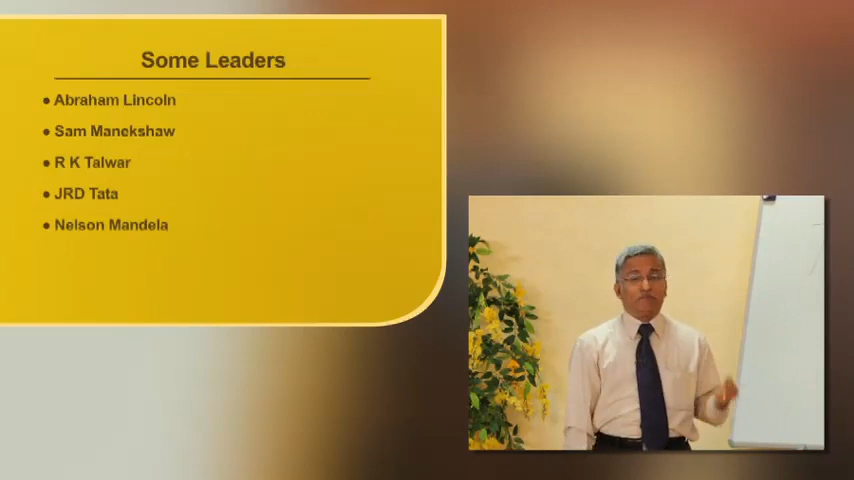 Some Leaders
● Abraham Lincoln
● Sam Manekshaw
● R K Talwar
● JRD Tata
● Nelson Mandela